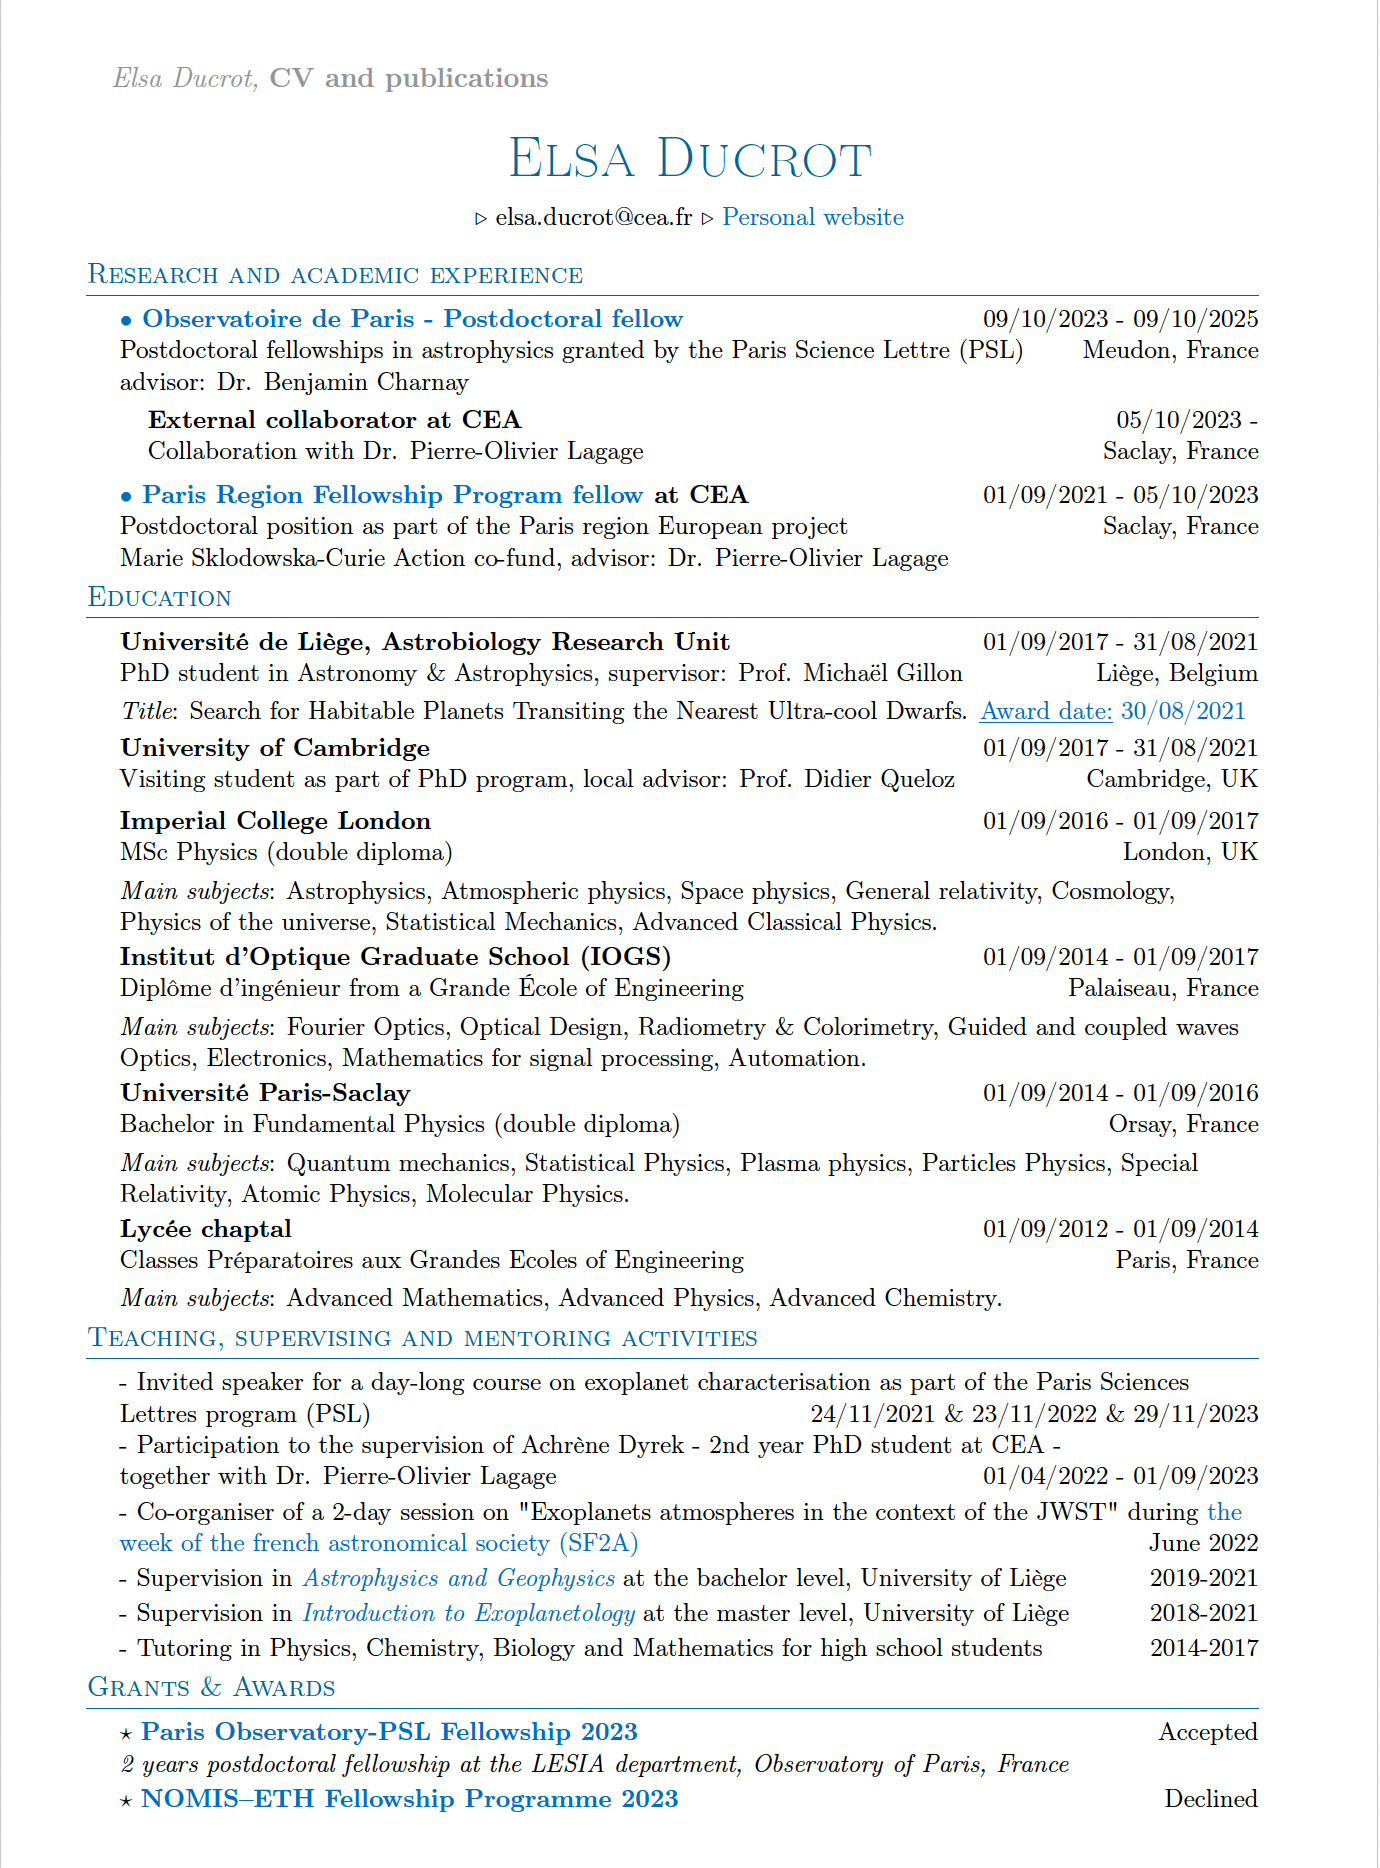 Elsa Ducrot, CV and publications
Elsa Ducrot
▷ elsa.ducrot@cea.fr ▷ Personal website
Research and academic experience
• Observatoire de Paris - Postdoctoral fellow 09/10/2023 - 09/10/2025
Postdoctoral fellowships in astrophysics granted by the Paris Science Lettre (PSL) Meudon, France
advisor: Dr. Benjamin Charnay
External collaborator at CEA 05/10/2023 -
Collaboration with Dr. Pierre-Olivier Lagage Saclay, France
• Paris Region Fellowship Program fellow at CEA 01/09/2021 - 05/10/2023
Postdoctoral position as part of the Paris region European project Saclay, France
Marie Sklodowska-Curie Action co-fund, advisor: Dr. Pierre-Olivier Lagage
Education
Université de Liège, Astrobiology Research Unit 01/09/2017 - 31/08/2021
PhD student in Astronomy & Astrophysics, supervisor: Prof. Michaël Gillon Liège, Belgium
Title: Search for Habitable Planets Transiting the Nearest Ultra-cool Dwarfs. Award date: 30/08/2021
University of Cambridge 01/09/2017 - 31/08/2021
Visiting student as part of PhD program, local advisor: Prof. Didier Queloz Cambridge, UK
Imperial College London 01/09/2016 - 01/09/2017
MSc Physics (double diploma) London, UK
Main subjects: Astrophysics, Atmospheric physics, Space physics, General relativity, Cosmology,
Physics of the universe, Statistical Mechanics, Advanced Classical Physics.
Institut d'Optique Graduate School (IOGS) 01/09/2014 - 01/09/2017
Diplôme d'ingénieur from a Grande École of Engineering Palaiseau, France
Main subjects: Fourier Optics, Optical Design, Radiometry & Colorimetry, Guided and coupled waves
Optics, Electronics, Mathematics for signal processing, Automation.
Université Paris-Saclay 01/09/2014 - 01/09/2016
Bachelor in Fundamental Physics (double diploma) Orsay, France
Main subjects: Quantum mechanics, Statistical Physics, Plasma physics, Particles Physics, Special
Relativity, Atomic Physics, Molecular Physics.
Lycée chaptal 01/09/2012 - 01/09/2014
Classes Préparatoires aux Grandes Ecoles of Engineering Paris, France
Main subjects: Advanced Mathematics, Advanced Physics, Advanced Chemistry.
Teaching, supervising and mentoring activities
- Invited speaker for a day-long course on exoplanet characterisation as part of the Paris Sciences
Lettres program (PSL) 24/11/2021 & 23/11/2022 & 29/11/2023
- Participation to the supervision of Achrène Dyrek - 2nd year PhD student at CEA -
together with Dr. Pierre-Olivier Lagage 01/04/2022 - 01/09/2023
- Co-organiser of a 2-day session on "Exoplanets atmospheres in the context of the JWST" during the
week of the french astronomical society (SF2A) June 2022
- Supervision in Astrophysics and Geophysics at the bachelor level, University of Liège 2019-2021
- Supervision in Introduction to Exoplanetology at the master level, University of Liège 2018-2021
- Tutoring in Physics, Chemistry, Biology and Mathematics for high school students 2014-2017
Grants & Awards
⋆ Paris Observatory-PSL Fellowship 2023 Accepted
2 years postdoctoral fellowship at the LESIA department, Observatory of Paris, France
⋆ NOMIS–ETH Fellowship Programme 2023 Declined